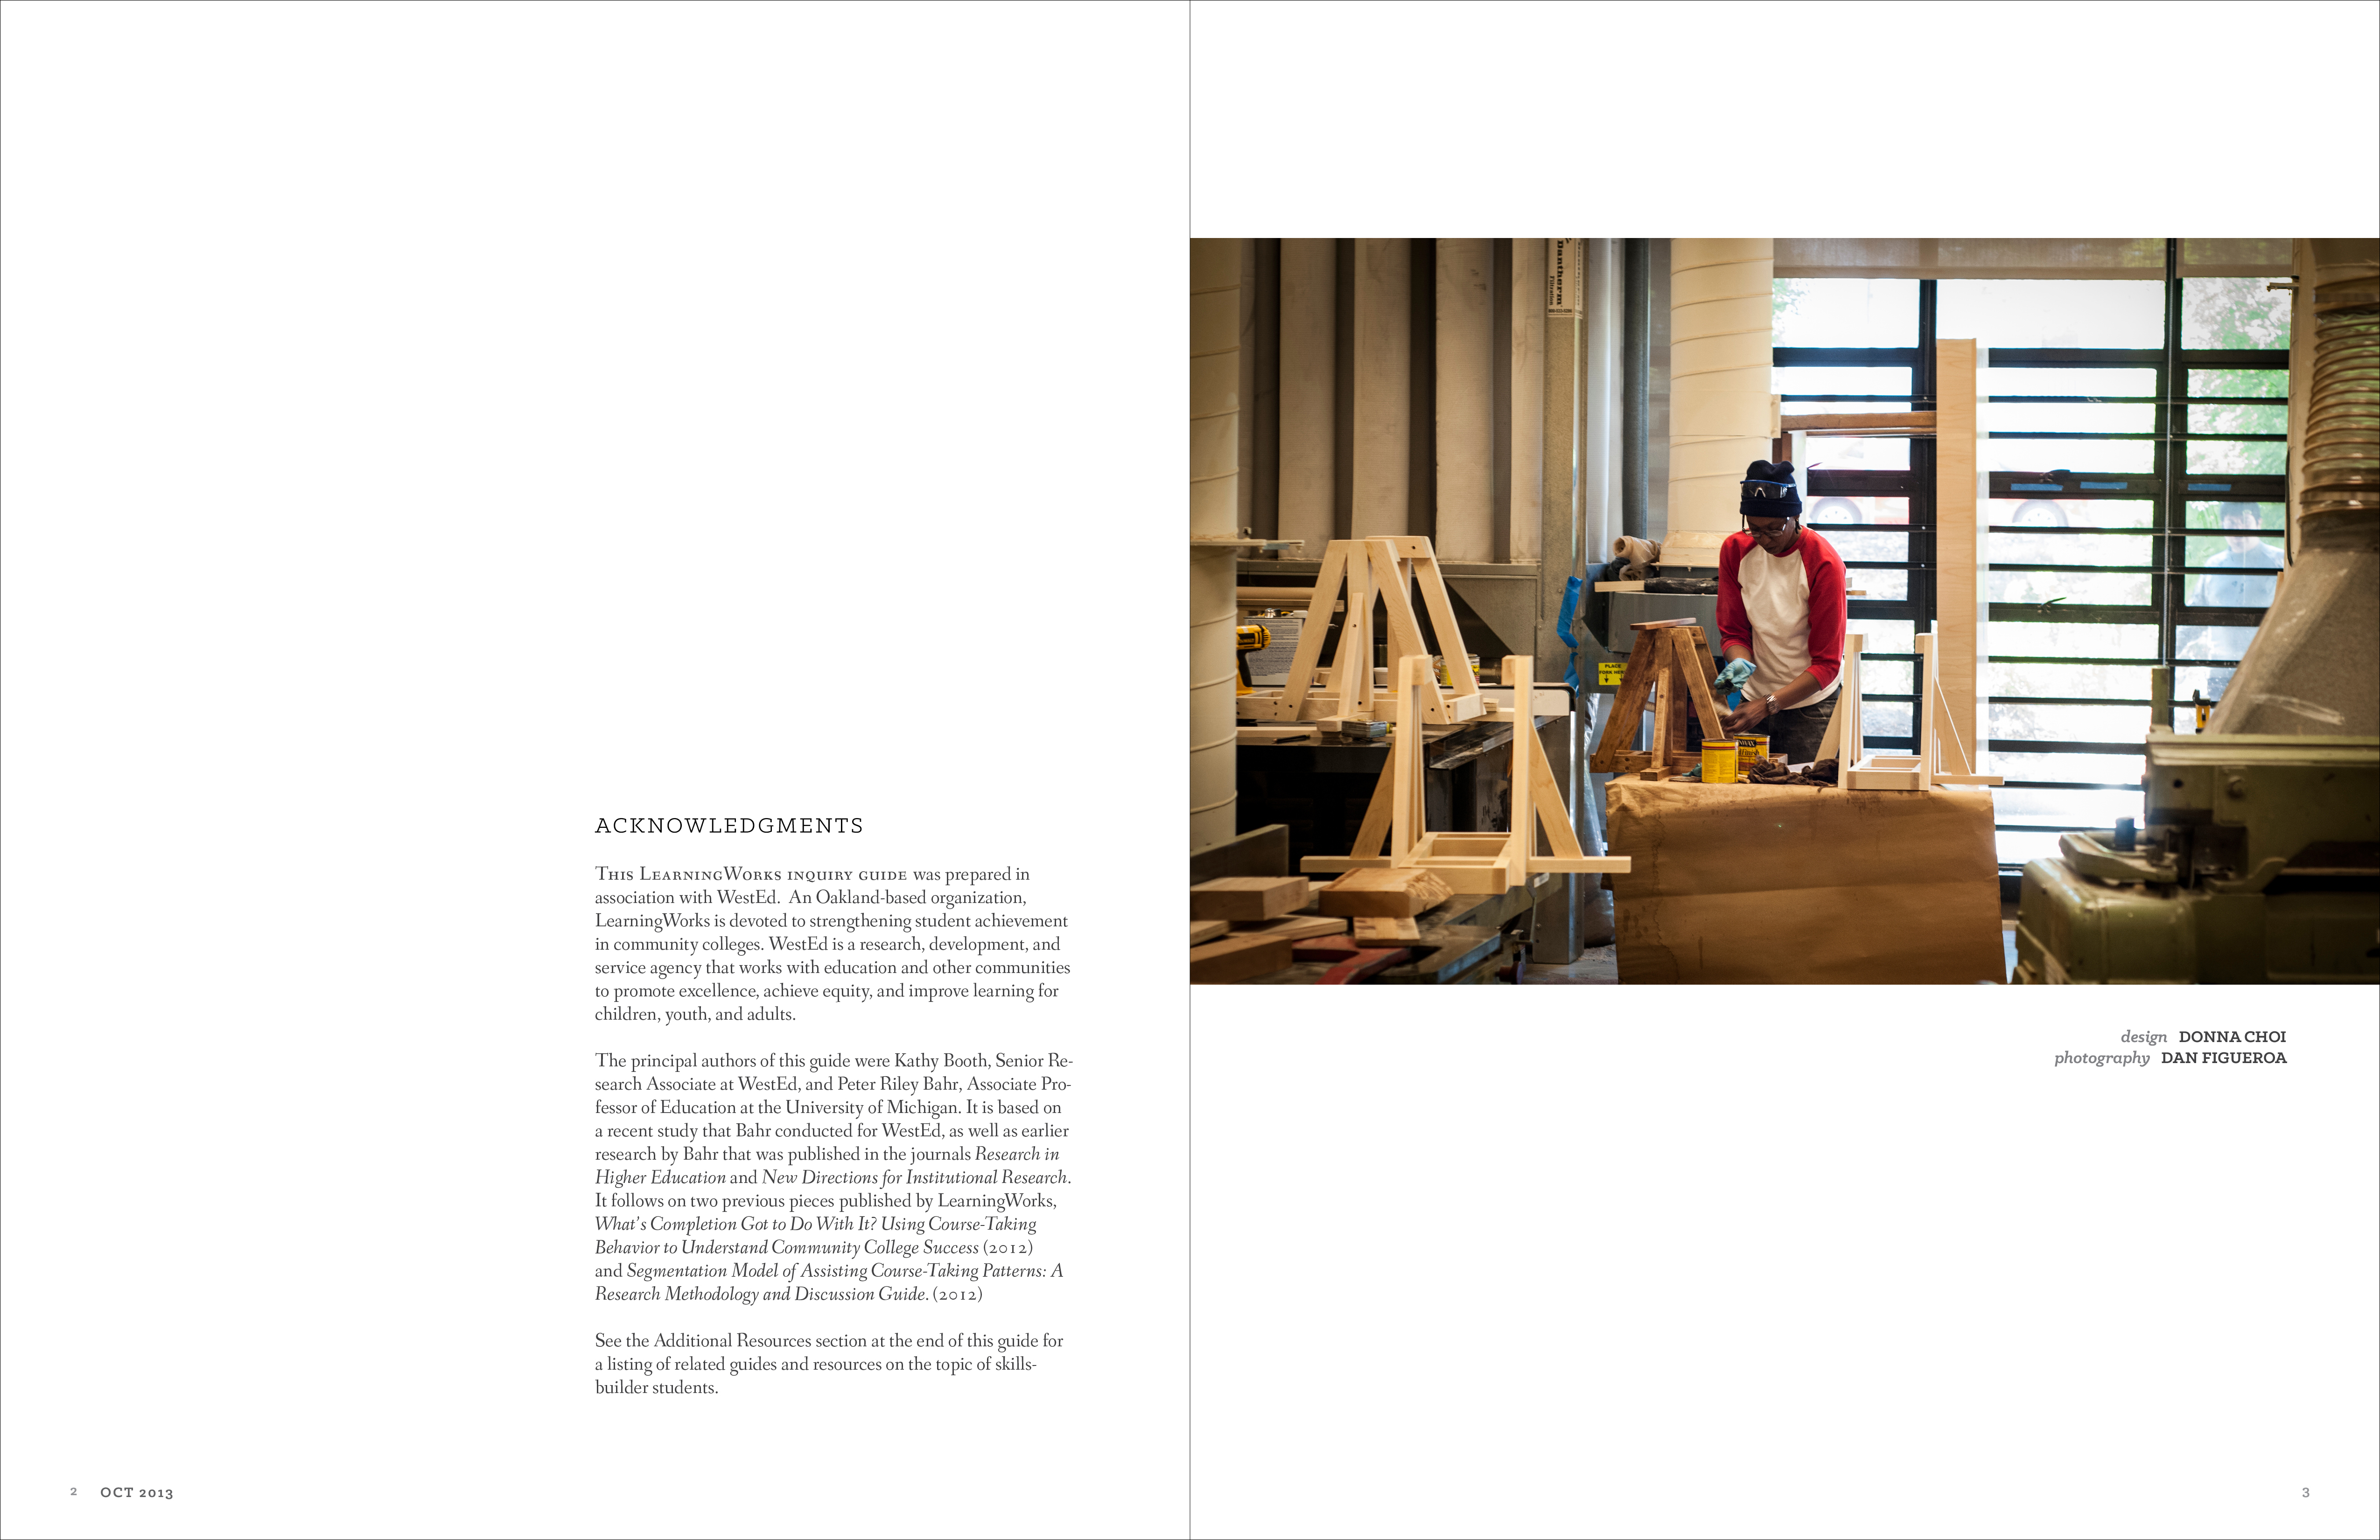 ACKNOWLEDGMENTS
This LearningWorks inquiry guide was prepared in
association with WestEd.  An Oakland-based organization,
LearningWorks is devoted to strengthening student achievement
in community colleges. WestEd is a research, development, and
service agency that works with education and other communities
to promote excellence, achieve equity, and improve learning for
children, youth, and adults.
The principal authors of this guide were Kathy Booth, Senior Re-
search Associate at WestEd, and Peter Riley Bahr, Associate Pro-
fessor of Education at the University of Michigan. It is based on
a recent study that Bahr conducted for WestEd, as well as earlier
research by Bahr that was published in the journals Research in
Higher Education and New Directions for Institutional Research.
It follows on two previous pieces published by LearningWorks,
What's Completion Got to Do With It? Using Course-Taking
Behavior to Understand Community College Success (2012)
and Segmentation Model of Assisting Course-Taking Patterns: A
Research Methodology and Discussion Guide. (2012)
See the Additional Resources section at the end of this guide for
a listing of related guides and resources on the topic of skills-
builder students.
2 OCT 2013
Dantherm
Filtration
PLACE
FORK HERE
design DONNA CHOI
photography DAN FIGUEROA
3